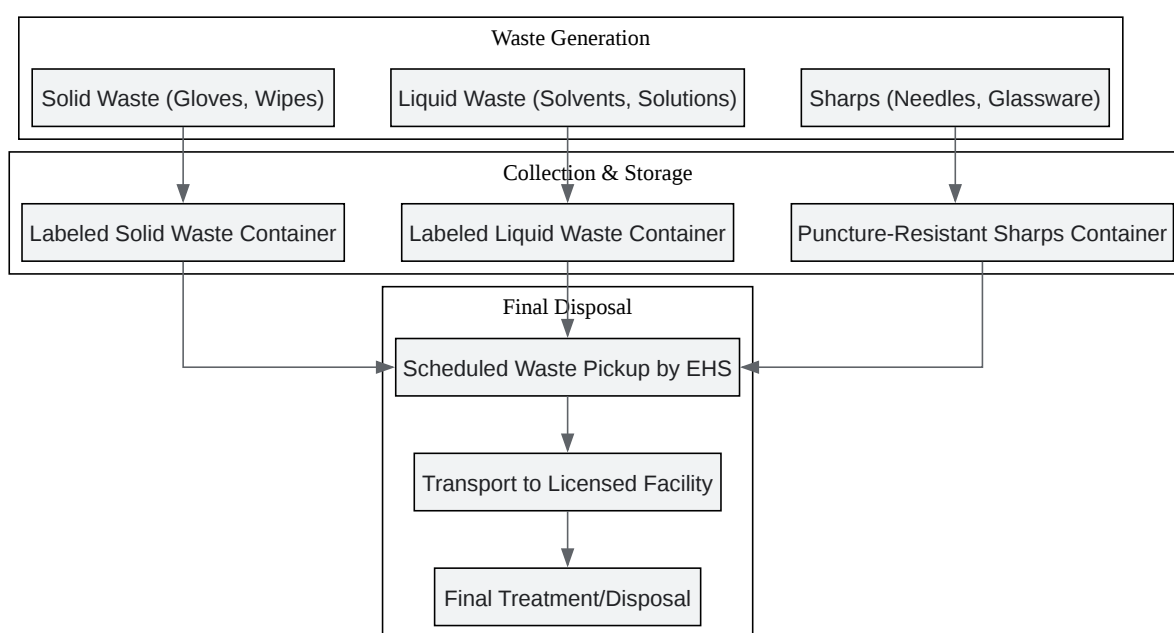 Waste Generation
Solid Waste (Gloves, Wipes)
Liquid Waste (Solvents, Solutions)
Sharps (Needles, Glassware)
Collection & Storage
Labeled Solid Waste Container
Labeled Liquid Waste Container
Puncture-Resistant Sharps Container
Final Disposal
Scheduled Waste Pickup by EHS
Transport to Licensed Facility
Final Treatment/Disposal